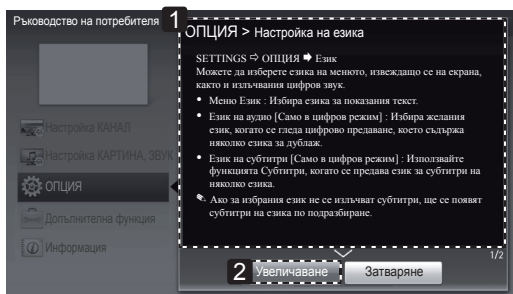 Ръководство на потребителя
1
ОПЦИЯ > Настройка на езика
SETTINGS ⇨ ОПЦИЯ ➡ Език
Можете да изберете езика на менюто, извеждащо се на екрана,
както и излъчвания цифров звук.
• Меню Език : Избира езика за показания текст.
• Език на аудио [Само в цифров режим] : Избира желания
език, когато се гледа цифрово предаване, което съдържа
няколко езика за дублаж.
• Език на субтитри [Само в цифров режим] : Използвайте
функцията Субтитри, когато се предава език за субтитри на
няколко езика.
✎ Ако за избрания език не се излъчват субтитри, ще се появят
субтитри на езика по подразбиране.
Настройка КАНАЛ
Настройка КАРТИНА, ЗВУК
ОПЦИЯ
Допълнителна функция
Информация
1/2
2
Увеличаване
Затваряне